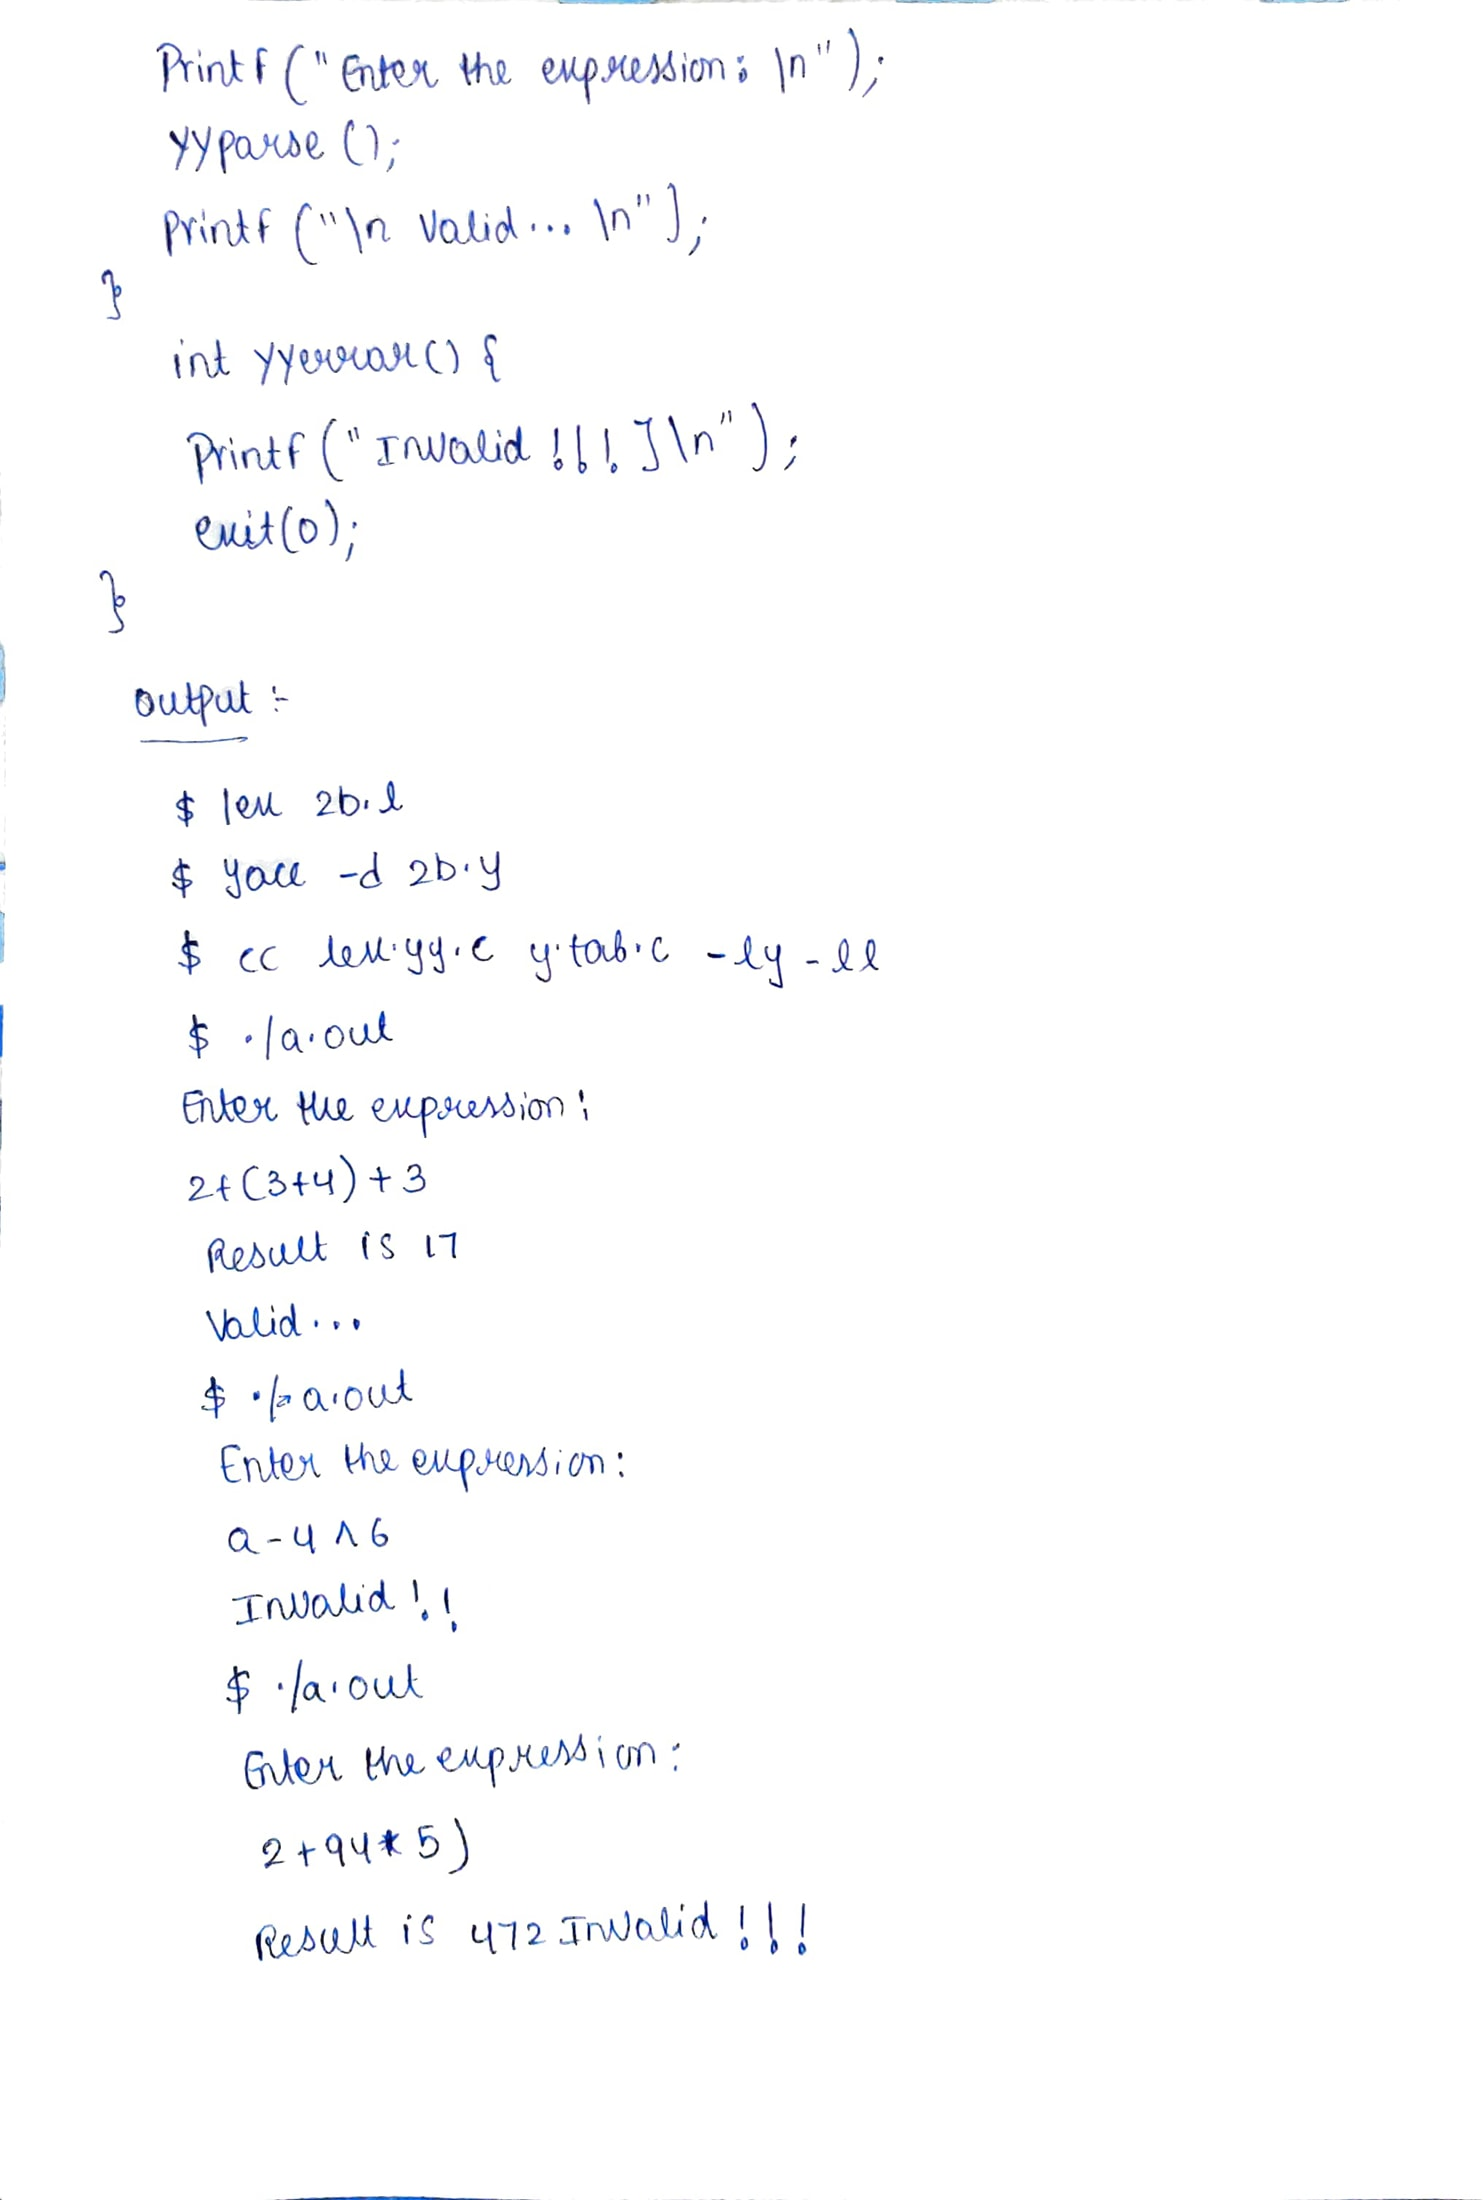 Printf ("Enter the expression: \n");
yyparse ();
Printf ("\n Valid... \n");
}
int yyerror() {
Printf ("Invalid !!! ] \n");
exit(0);
}
Output :-
$ lex 2b.l
$ yacc -d 2b.y
$ cc lex.yy.c y.tab.c -ly -ll
$ ./a.out
Enter the expression:
2+(3+4)+3
Result is 17
Valid...
$ ./a.out
Enter the expression:
a-4^6
Invalid !!
$ ./a.out
Enter the expression:
2+94*5)
Result is 472 Invalid !!!